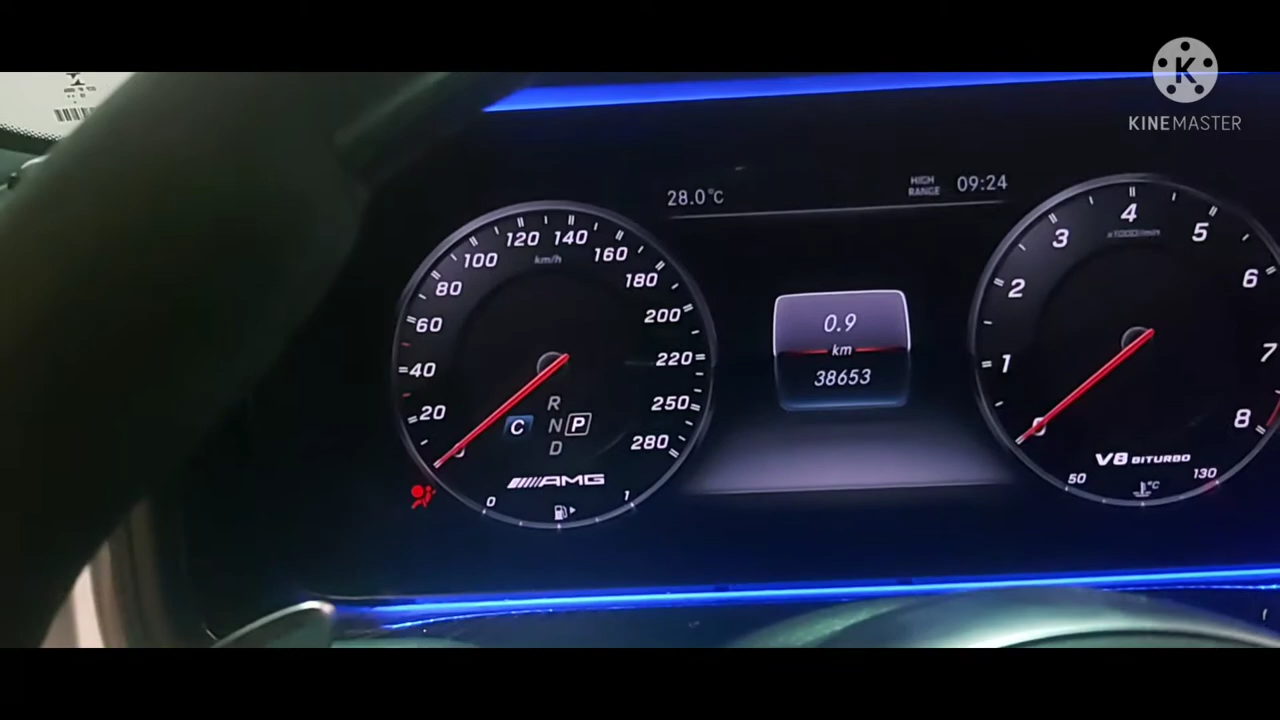 K
KINEMASTER
28.0°C
HIGH
RANGE
09:24
0.9
km
38653
20
40
60
80
100
120
140
160
180
200
220
250
280
km/h
R
N
D
C
P
AMG
0
1
0
1
2
3
4
5
6
7
8
x1000/min
V8 BITURBO
50
°C
130